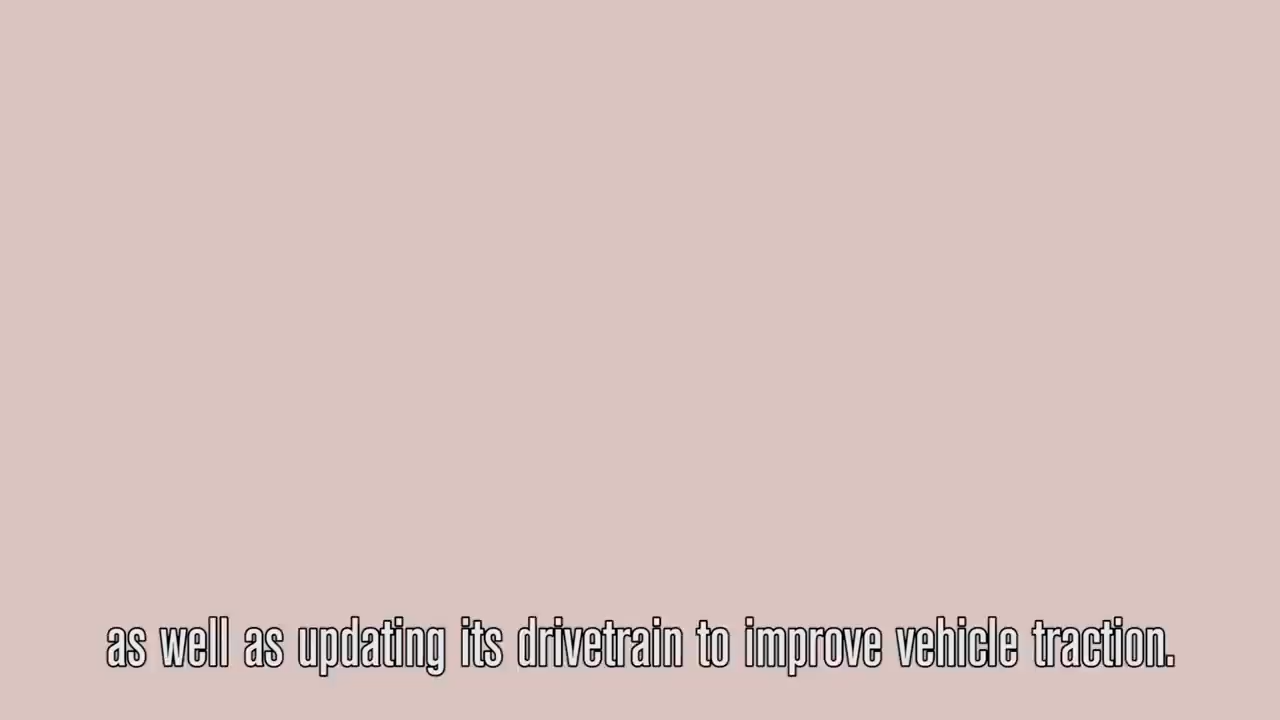 as well as updating its drivetrain to improve vehicle traction.